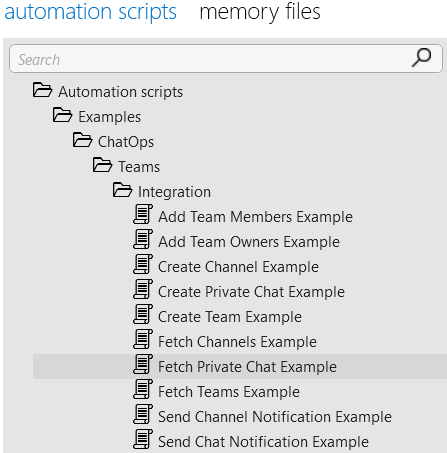 automation scripts memory files
Search
Automation scripts
Examples
ChatOps
Teams
Integration
Add Team Members Example
Add Team Owners Example
Create Channel Example
Create Private Chat Example
Create Team Example
Fetch Channels Example
Fetch Private Chat Example
Fetch Teams Example
Send Channel Notification Example
Send Chat Notification Example